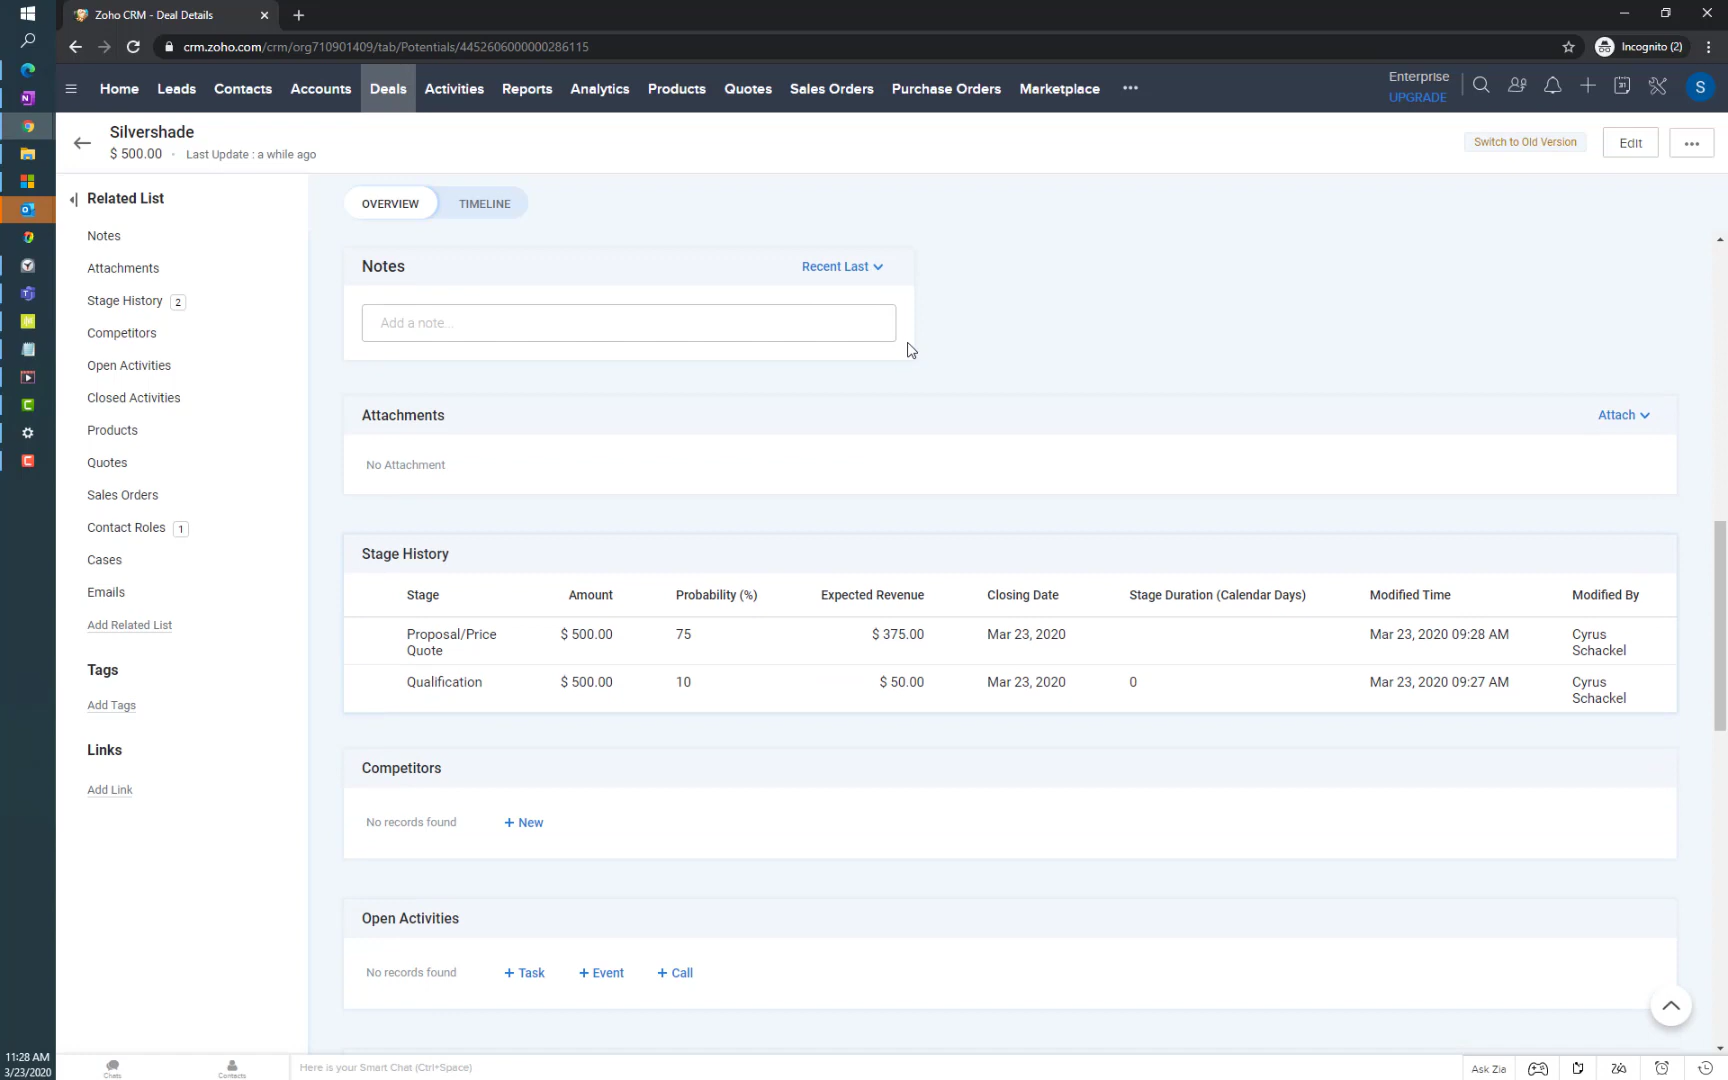 Zoho CRM - Deal Details
crm.zoho.com/crm/org710901409/tab/Potentials/4452606000000286115
Incognito (2)
Home Leads Contacts Accounts Deals Activities Reports Analytics Products Quotes Sales Orders Purchase Orders Marketplace
Enterprise
UPGRADE
S
Silvershade
$ 500.00 · Last Update : a while ago
Switch to Old Version
Edit
Related List
Notes
Attachments
Stage History 2
Competitors
Open Activities
Closed Activities
Products
Quotes
Sales Orders
Contact Roles 1
Cases
Emails
Add Related List
Tags
Add Tags
Links
Add Link
OVERVIEW TIMELINE
Notes Recent Last
Add a note...
Attachments Attach
No Attachment
Stage History
Stage Amount Probability (%) Expected Revenue Closing Date Stage Duration (Calendar Days) Modified Time Modified By
Proposal/Price $ 500.00 75 $ 375.00 Mar 23, 2020 Mar 23, 2020 09:28 AM Cyrus
Quote Schackel
Qualification $ 500.00 10 $ 50.00 Mar 23, 2020 0 Mar 23, 2020 09:27 AM Cyrus
Schackel
Competitors
No records found + New
Open Activities
No records found + Task + Event + Call
11:28 AM
3/23/2020
Chats
Contacts
Here is your Smart Chat (Ctrl+Space)
Ask Zia